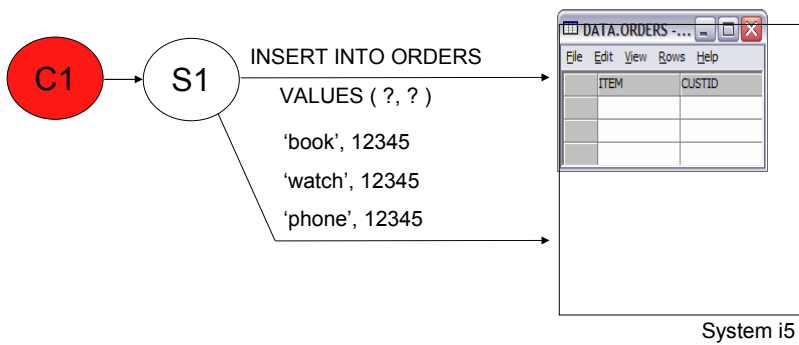 C1
S1
INSERT INTO ORDERS
VALUES ( ?, ? )
‘book’, 12345
‘watch’, 12345
‘phone’, 12345
DATA.ORDERS -...
File Edit View Rows Help
ITEM CUSTID
System i5